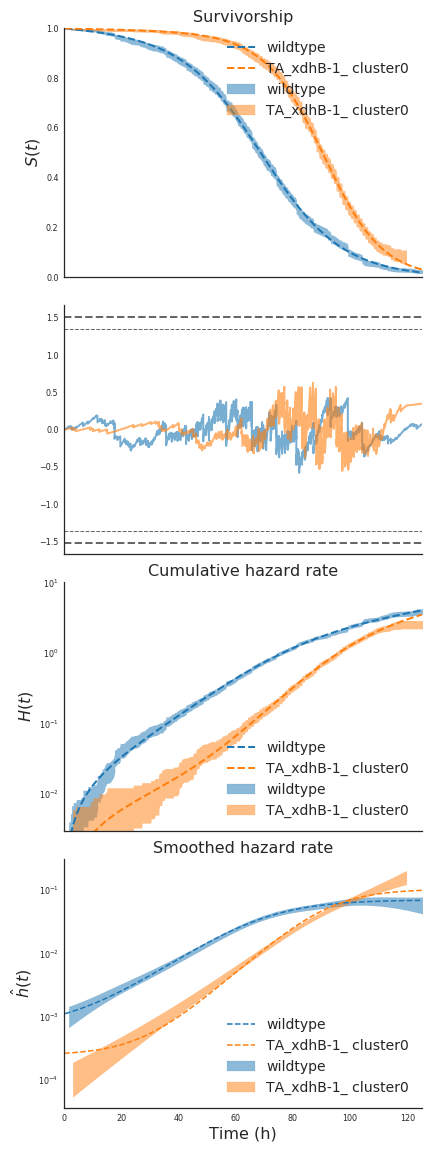 Survivorship
1.0
0.8
0.6
0.4
0.2
0.0
S(t)
wildtype
TA_xdhB-1_ cluster0
wildtype
TA_xdhB-1_ cluster0
1.5
1.0
0.5
0.0
−0.5
−1.0
−1.5
Cumulative hazard rate
10¹
10⁰
10⁻¹
10⁻²
H(t)
wildtype
TA_xdhB-1_ cluster0
wildtype
TA_xdhB-1_ cluster0
Smoothed hazard rate
10⁻¹
10⁻²
10⁻³
10⁻⁴
ĥ(t)
wildtype
TA_xdhB-1_ cluster0
wildtype
TA_xdhB-1_ cluster0
0 20 40 60 80 100 120
Time (h)